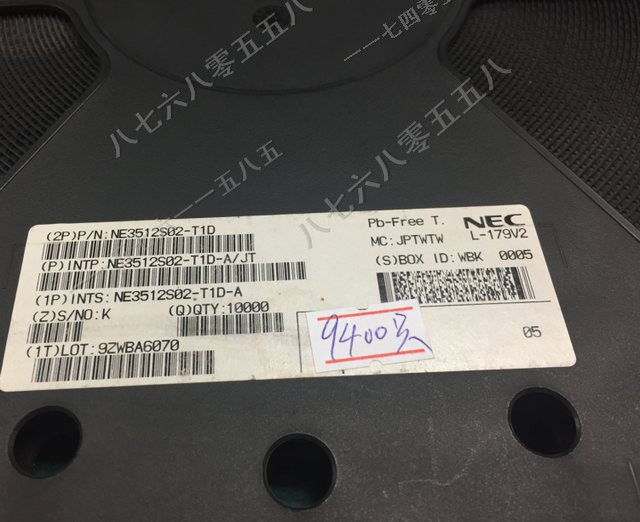 八七六八零五五八
一一七四零五
八七六八零五五八
一一一五八五
(2P)P/N:NE3512S02-T1D
Pb-Free T. NEC
MC:JPTWTW L-179V2
(P)INTP:NE3512S02-T1D-A/JT
(S)BOX ID:WBK 0005
(1P)INTS:NE3512S02-T1D-A
(Z)S/NO:K (Q)QTY:10000
9400只
05
(1T)LOT:9ZWBA6070